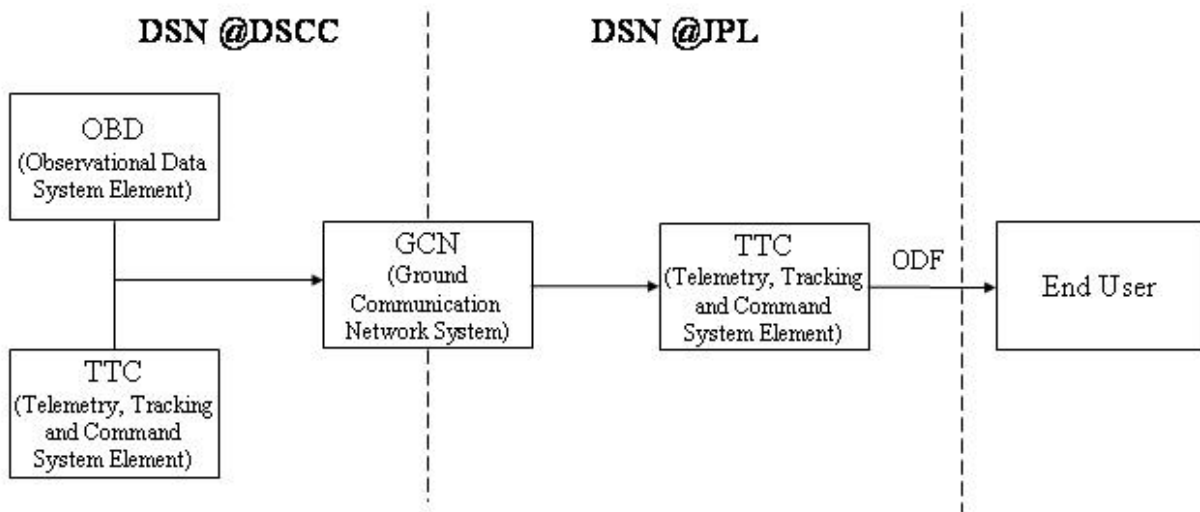 DSN @DSCC
DSN @JPL
OBD
(Observational Data
System Element)
TTC
(Telemetry, Tracking
and Command
System Element)
GCN
(Ground
Communication
Network System)
TTC
(Telemetry, Tracking
and Command
System Element)
ODF
End User